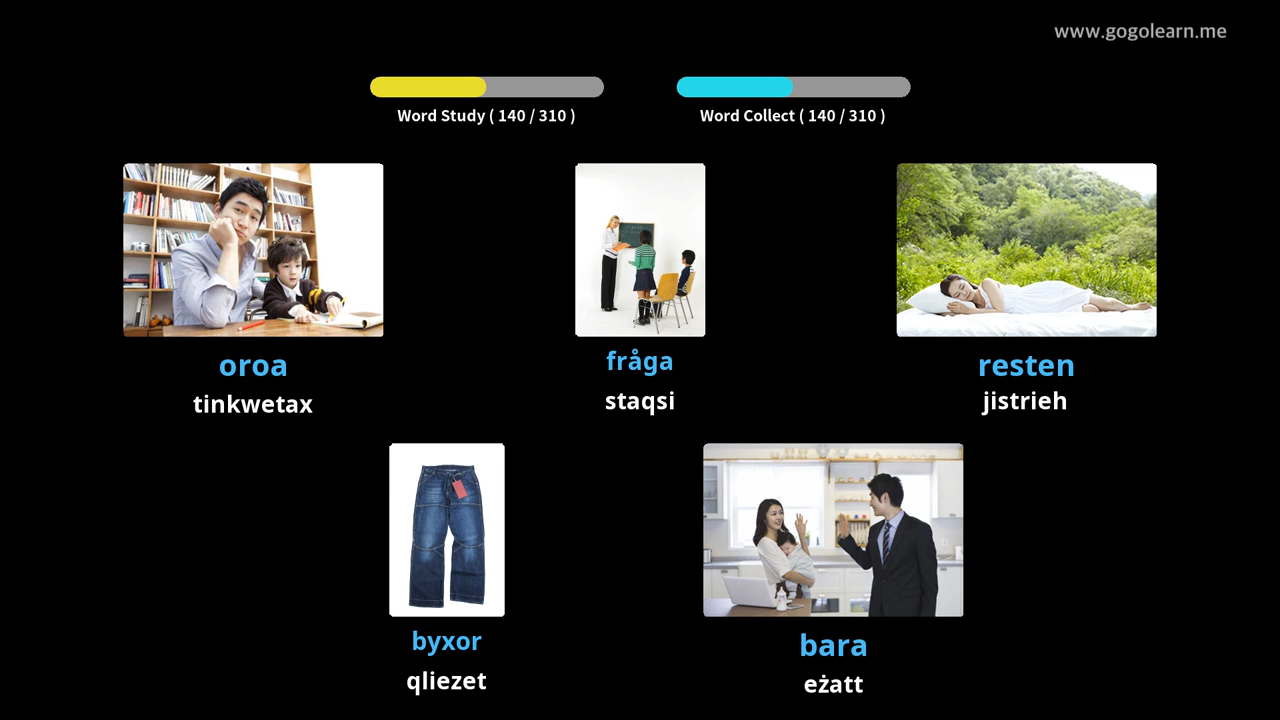 www.gogolearn.me
Word Study ( 140 / 310 )
Word Collect ( 140 / 310 )
oroa
tinkwetax
fråga
staqsi
resten
jistrieh
byxor
qliezet
bara
eżatt